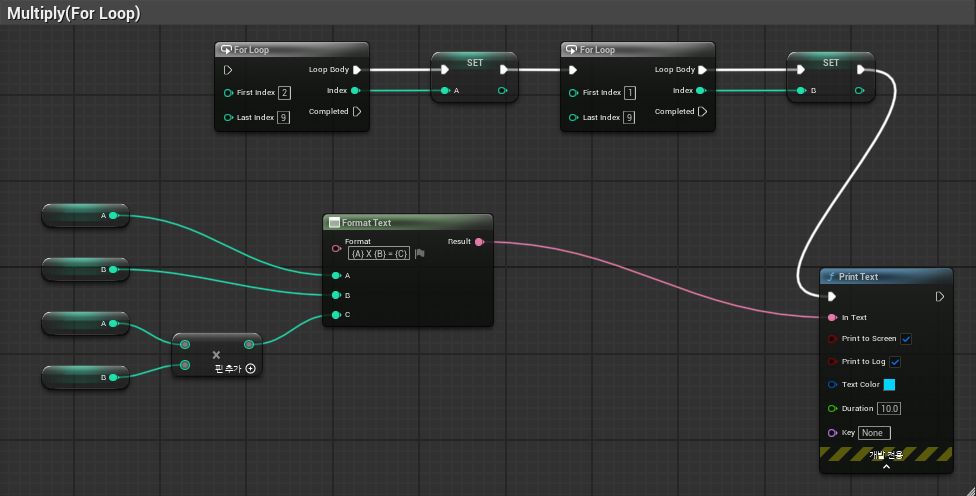 Multiply(For Loop)
For Loop
Loop Body
First Index 2
Index
Last Index 9
Completed
SET
A
For Loop
Loop Body
First Index 1
Index
Last Index 9
Completed
SET
B
A
B
A
B
×
핀 추가
Format Text
Format
Result
{A} X {B} = {C}
A
B
C
Print Text
In Text
Print to Screen
Print to Log
Text Color
Duration 10.0
Key None
개발 전용